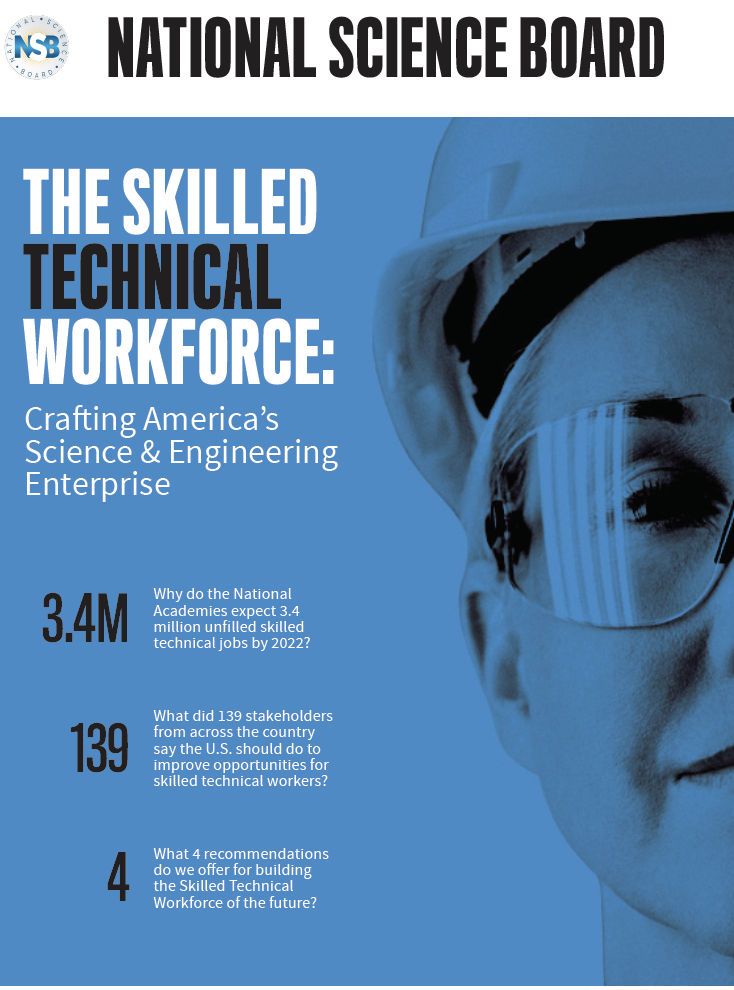 NATIONAL · SCIENCE · BOARD ·
NSB
NATIONAL SCIENCE BOARD
THE SKILLED
TECHNICAL
WORKFORCE:
Crafting America’s
Science & Engineering
Enterprise
3.4M
Why do the National
Academies expect 3.4
million unfilled skilled
technical jobs by 2022?
139
What did 139 stakeholders
from across the country
say the U.S. should do to
improve opportunities for
skilled technical workers?
4
What 4 recommendations
do we offer for building
the Skilled Technical
Workforce of the future?